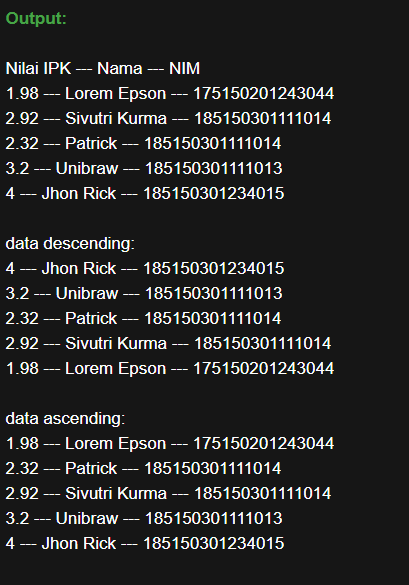 Output:
Nilai IPK --- Nama --- NIM
1.98 --- Lorem Epson --- 175150201243044
2.92 --- Sivutri Kurma --- 185150301111014
2.32 --- Patrick --- 185150301111014
3.2 --- Unibraw --- 185150301111013
4 --- Jhon Rick --- 185150301234015
data descending:
4 --- Jhon Rick --- 185150301234015
3.2 --- Unibraw --- 185150301111013
2.32 --- Patrick --- 185150301111014
2.92 --- Sivutri Kurma --- 185150301111014
1.98 --- Lorem Epson --- 175150201243044
data ascending:
1.98 --- Lorem Epson --- 175150201243044
2.32 --- Patrick --- 185150301111014
2.92 --- Sivutri Kurma --- 185150301111014
3.2 --- Unibraw --- 185150301111013
4 --- Jhon Rick --- 185150301234015